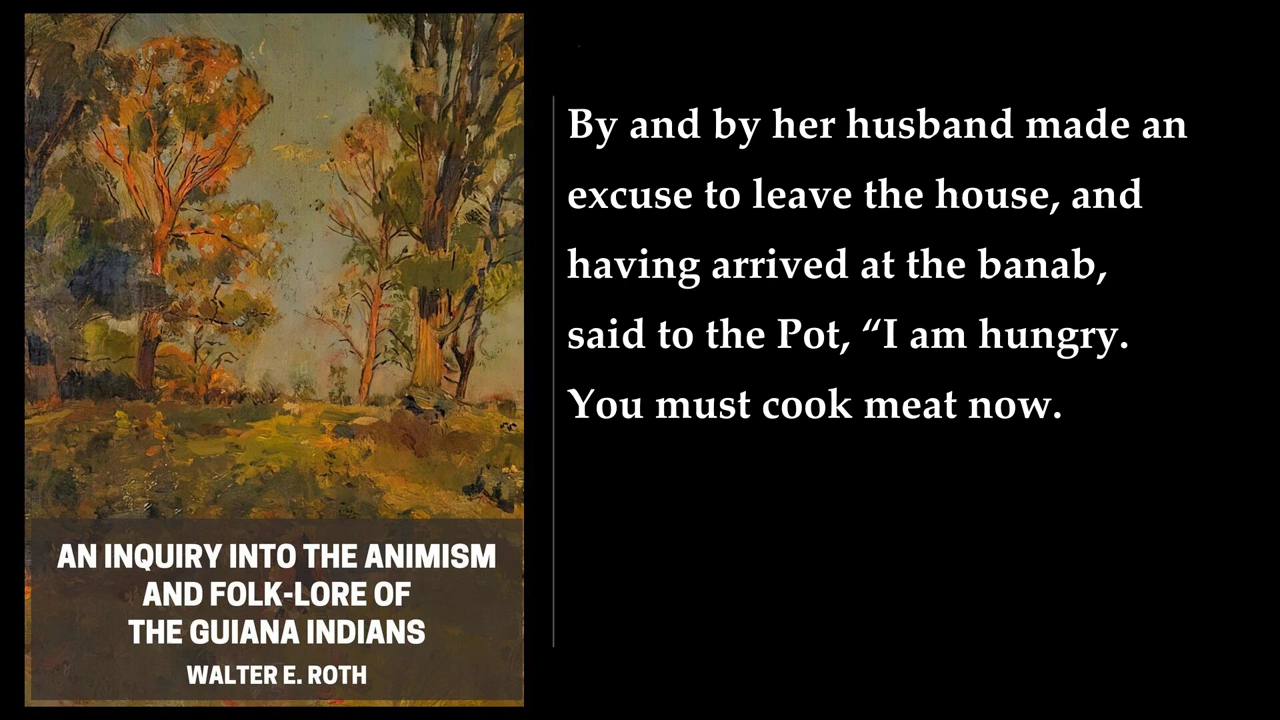 By and by her husband made an
excuse to leave the house, and
having arrived at the banab,
said to the Pot, “I am hungry.
You must cook meat now.
AN INQUIRY INTO THE ANIMISM
AND FOLK-LORE OF
THE GUIANA INDIANS
WALTER E. ROTH